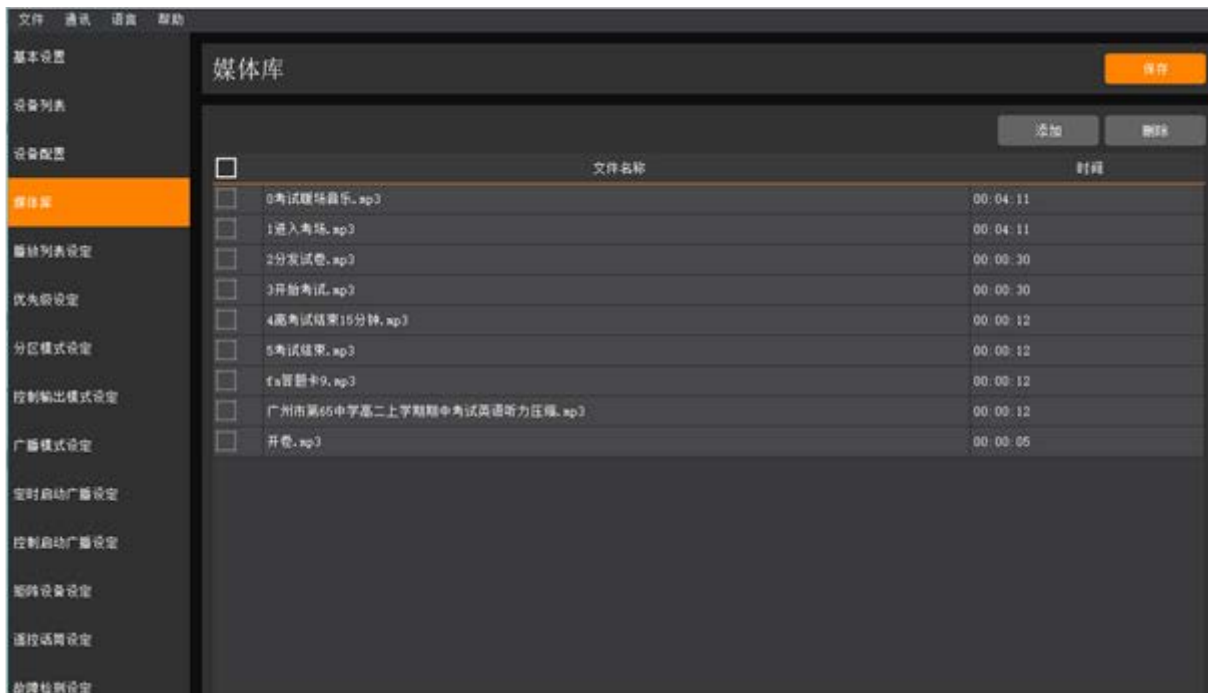 文件 通讯 语言 帮助
基本设置
设备列表
设备配置
媒体库
播放列表设定
优先级设定
分区模式设定
控制输出模式设定
广播模式设定
定时启动广播设定
控制启动广播设定
矩阵设备设定
遥控话筒设定
故障检测设定
媒体库
保存
添加 删除
文件名称 时间
0考试暖场音乐.mp3 00:04:11
1进入考场.mp3 00:04:11
2分发试卷.mp3 00:00:30
3开始考试.mp3 00:00:30
4离考试结束15分钟.mp3 00:00:12
5考试结束.mp3 00:00:12
fa答题卡9.mp3 00:00:12
广州市第65中学高二上学期期中考试英语听力压缩.mp3 00:00:12
开卷.mp3 00:00:05